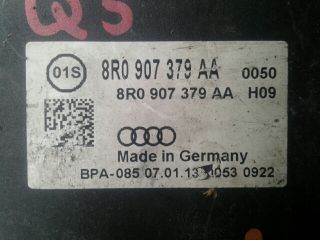 Q5
01S
8R0 907 379 AA 0050
8R0 907 379 AA H09
Made in Germany
BPA-085 07.01.13 0922